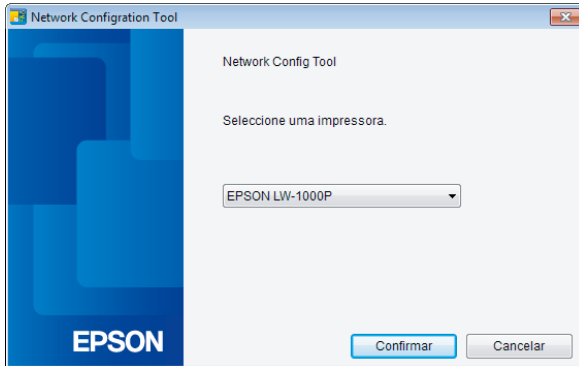 Network Configration Tool
Network Config Tool
Seleccione uma impressora.
EPSON LW-1000P
EPSON
Confirmar
Cancelar